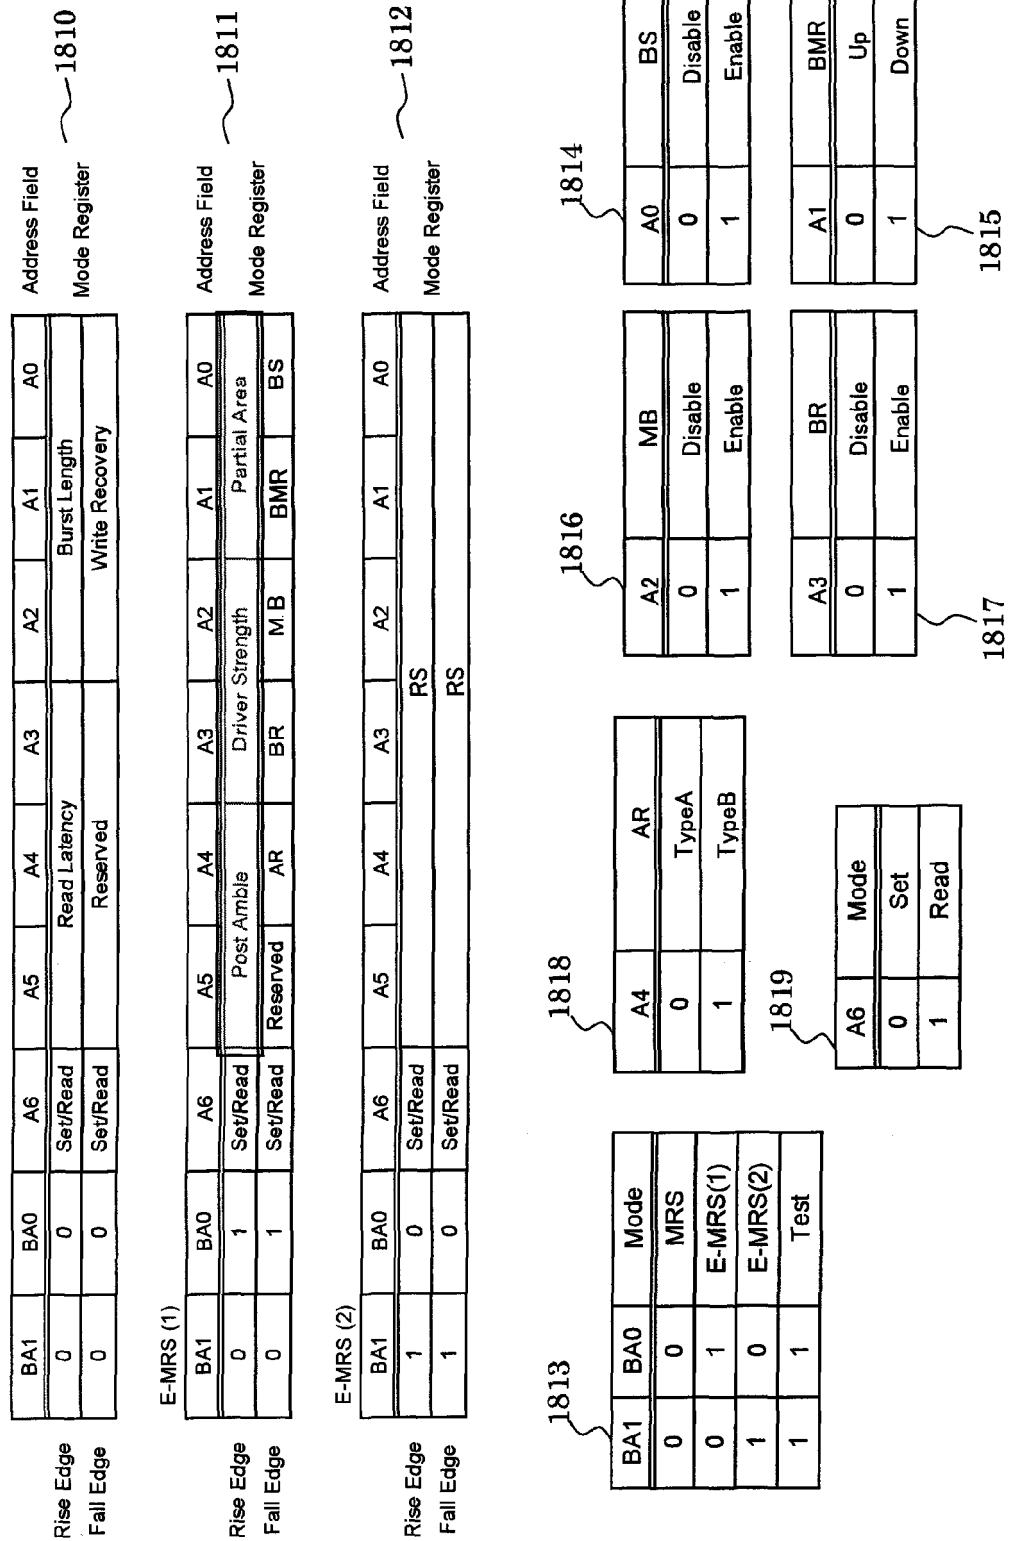 BA1 BA0 A6 A5 A4 A3 A2 A1 A0 Address Field
Rise Edge 0 0 Set/Read Read Latency Burst Length Mode Register 1810
Fall Edge 0 0 Set/Read Reserved Write Recovery
E-MRS (1)
BA1 BA0 A6 A5 A4 A3 A2 A1 A0 Address Field
Rise Edge 0 1 Set/Read Post Amble Driver Strength Partial Area Mode Register 1811
Fall Edge 0 1 Set/Read Reserved AR BR M B BMR BS
E-MRS (2)
BA1 BA0 A6 A5 A4 A3 A2 A1 A0 Address Field
Rise Edge 1 0 Set/Read RS Mode Register 1812
Fall Edge 1 0 Set/Read RS
1813
BA1 BA0 Mode
0 0 MRS
0 1 E-MRS(1)
1 0 E-MRS(2)
1 1 Test
1818
A4 AR
0 TypeA
1 TypeB
1819
A6 Mode
0 Set
1 Read
1816
A2 MB
0 Disable
1 Enable
A3 BR
0 Disable
1 Enable
1817
1814
A0 BS
0 Disable
1 Enable
A1 BMR
0 Up
1 Down
1815